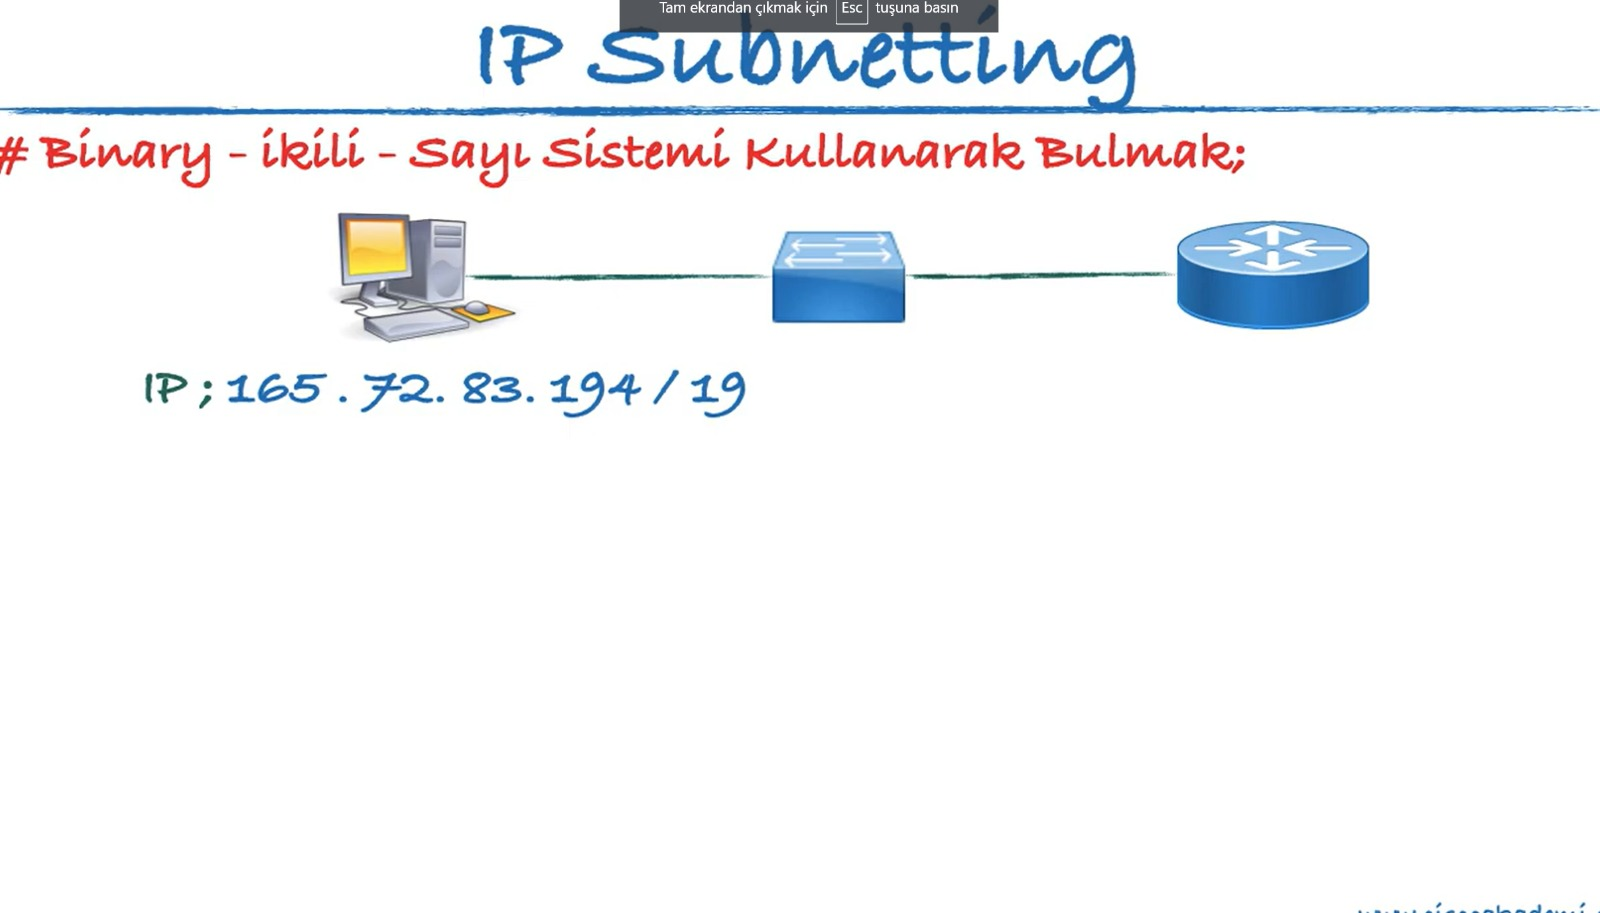 Tam ekrandan çıkmak için Esc tuşuna basın
IP Subnetting
# Binary - ikili - Sayı Sistemi Kullanarak Bulmak;
IP ; 165 . 72. 83. 194 / 19